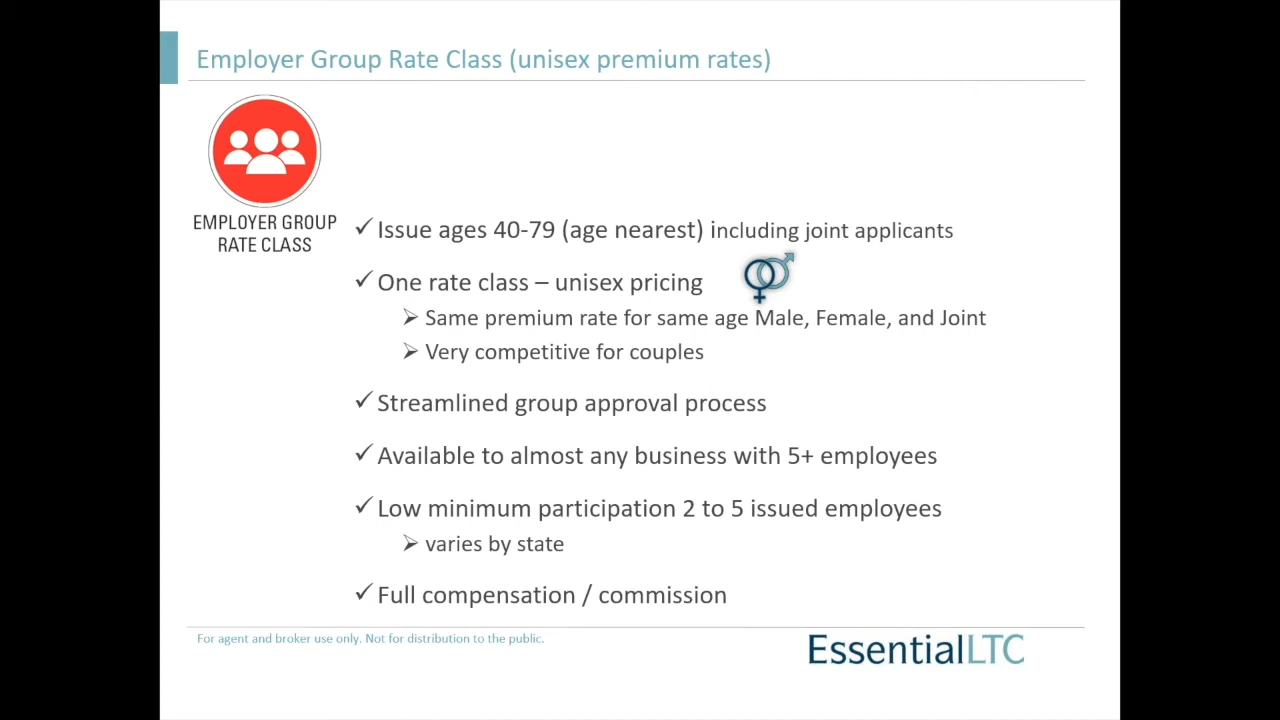 Employer Group Rate Class (unisex premium rates)
EMPLOYER GROUP
RATE CLASS
✓ Issue ages 40-79 (age nearest) including joint applicants
✓ One rate class – unisex pricing
➢ Same premium rate for same age Male, Female, and Joint
➢ Very competitive for couples
✓ Streamlined group approval process
✓ Available to almost any business with 5+ employees
✓ Low minimum participation 2 to 5 issued employees
➢ varies by state
✓ Full compensation / commission
For agent and broker use only. Not for distribution to the public.
EssentialLTC